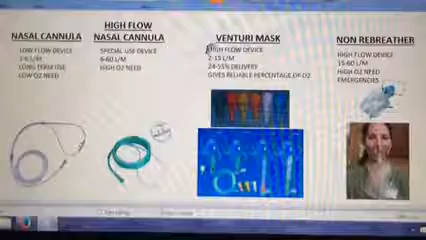 NASAL CANNULA
LOW FLOW DEVICE
1-6 L/M
LONG TERM USE
LOW O2 NEED
HIGH FLOW
NASAL CANNULA
SPECIAL USE DEVICE
6-60 L/M
HIGH O2 NEED
VENTURI MASK
HIGH FLOW DEVICE
2-15 L/M
24-55% DELIVERY
GIVES RELIABLE PERCENTAGE OF O2
NON REBREATHER
HIGH FLOW DEVICE
15-60 L/M
HIGH O2 NEED
EMERGENCIES